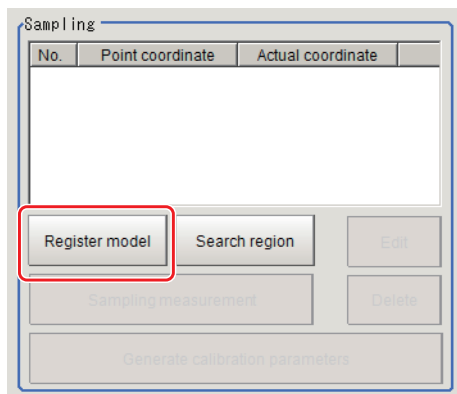 Sampling
No. Point coordinate Actual coordinate
Register model Search region Edit
Sampling measurement Delete
Generate calibration parameters